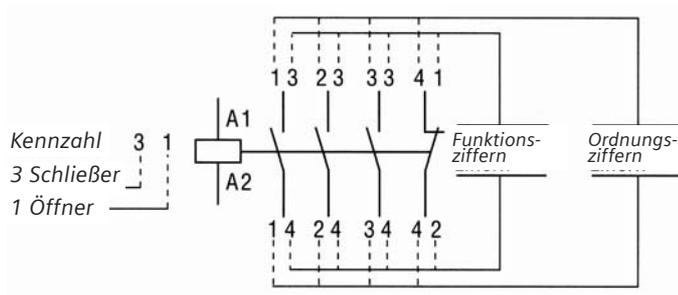 13 23 33 41
A1
Kennzahl 3 1
3 Schließer
A2
1 Öffner
Funktions-
ziffern
Ordnungs-
ziffern
14 24 34 42